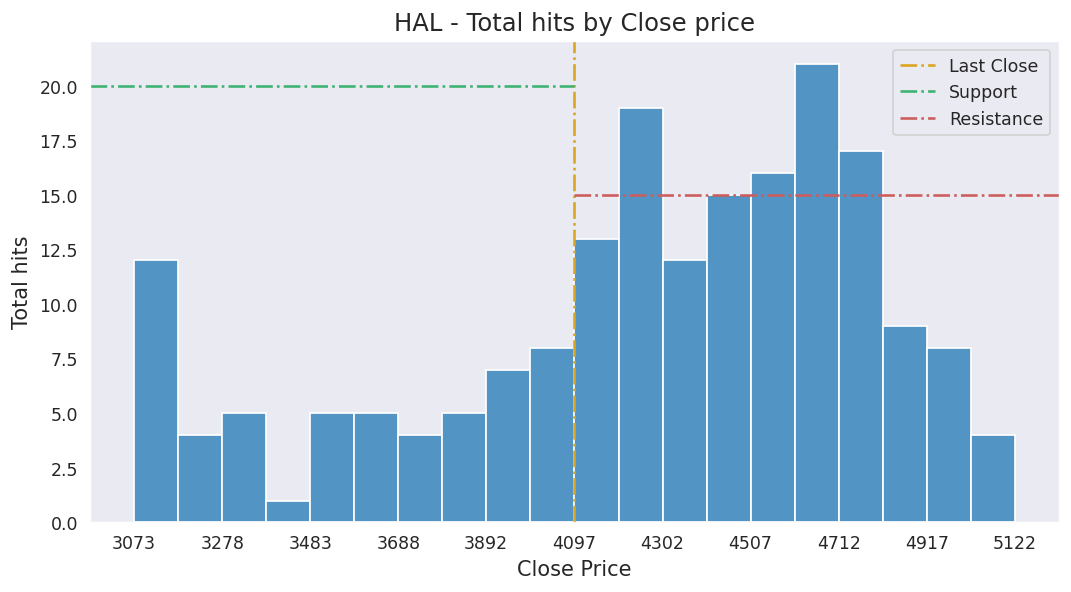 HAL - Total hits by Close price
Last Close
Support
Resistance
20.0
17.5
15.0
12.5
10.0
7.5
5.0
2.5
0.0
Total hits
3073 3278 3483 3688 3892 4097 4302 4507 4712 4917 5122
Close Price